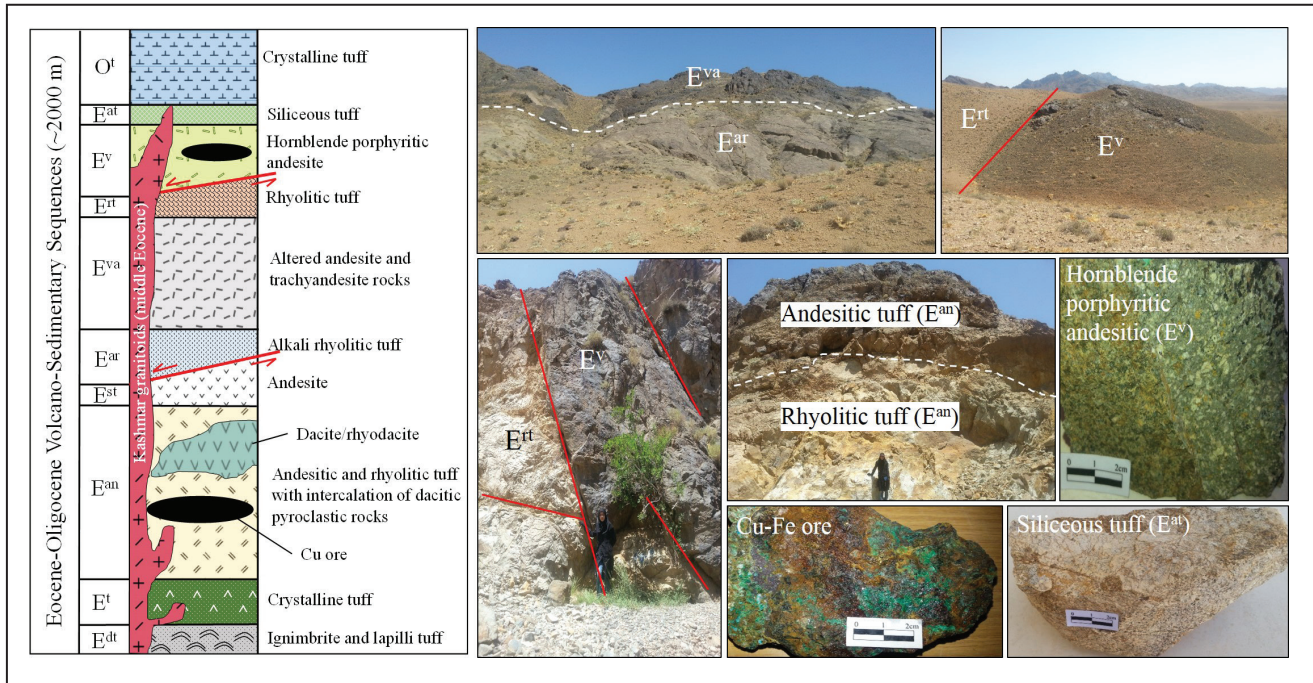 Eocene-Oligocene Volcano-Sedimentary Sequences (~2000 m)
Kashmar granitoids (middle Eocene)
Oᵗ
Crystalline tuff
Eᵃᵗ
Siliceous tuff
Eᵛ
Hornblende porphyritic
andesite
Eʳᵗ
Rhyolitic tuff
Eᵛᵃ
Altered andesite and
trachyandesite rocks
Eᵃʳ
Alkali rhyolitic tuff
Eˢᵗ
Andesite
Dacite/rhyodacite
Eᵃⁿ
Andesitic and rhyolitic tuff
with intercalation of dacitic
pyroclastic rocks
Cu ore
Eᵗ
Crystalline tuff
Eᵈᵗ
Ignimbrite and lapilli tuff
Eᵛᵃ
Eᵃʳ
Eʳᵗ
Eᵛ
Eᵛ
Eʳᵗ
Andesitic tuff (Eᵃⁿ)
Rhyolitic tuff (Eᵃⁿ)
Hornblende
porphyritic
andesitic (Eᵛ)
0 1 2cm
Cu-Fe ore
0 1 2cm
Siliceous tuff (Eᵃᵗ)
0 1 2cm